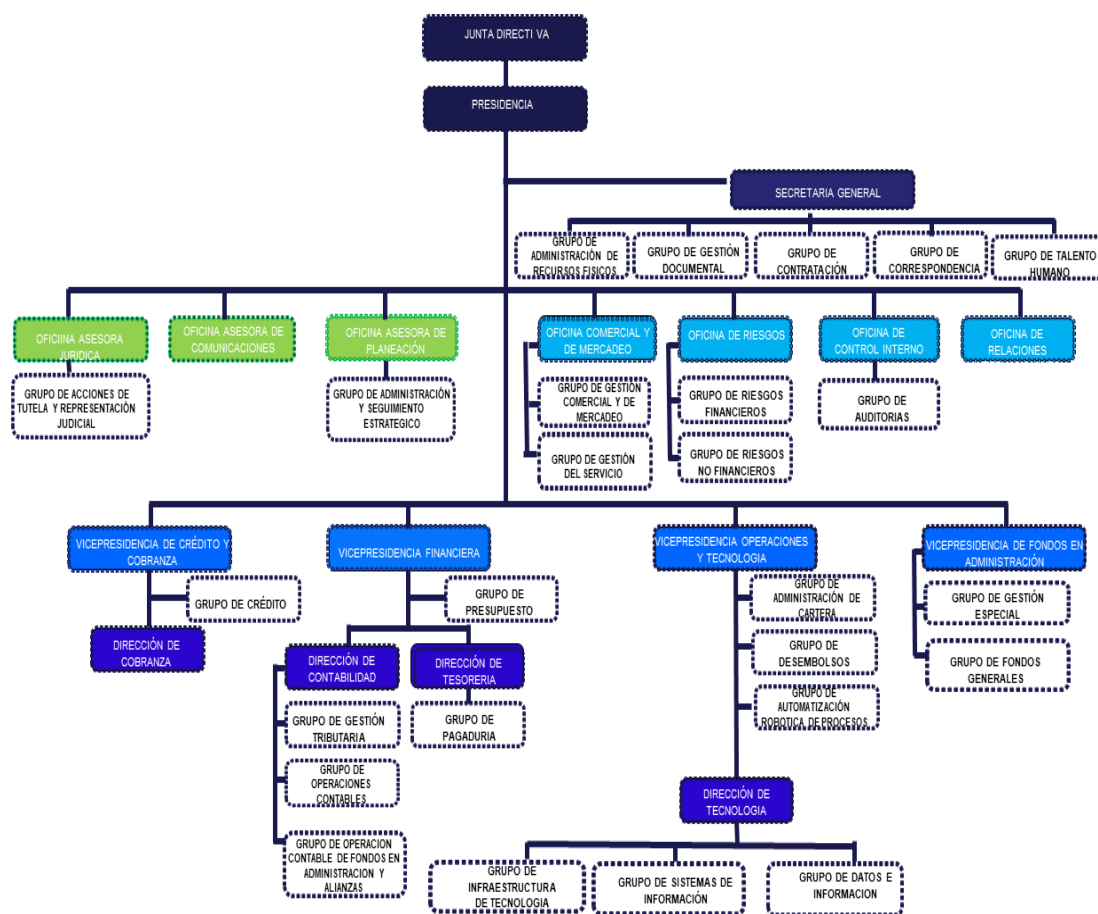 JUNTA DIRECTI VA
PRESIDENCIA
SECRETARIA GENERAL
GRUPO DE
ADMINISTRACIÓN DE
RECURSOS FISICOS
GRUPO DE GESTIÓN
DOCUMENTAL
GRUPO DE
CONTRATACIÓN
GRUPO DE
CORRESPONDENCIA
GRUPO DE TALENTO
HUMANO
OFICINA ASESORA
JURIDICA
OFICINA ASESORA DE
COMUNICACIONES
OFICINA ASESORA DE
PLANEACIÓN
OFICINA COMERCIAL Y
DE MERCADEO
OFICINA DE RIESGOS
OFICINA DE
CONTROL INTERNO
OFICINA DE
RELACIONES
GRUPO DE ACCIONES DE
TUTELA Y REPRESENTACIÓN
JUDICIAL
GRUPO DE ADMINISTRACIÓN
Y SEGUIMIENTO
ESTRATEGICO
GRUPO DE GESTIÓN
COMERCIAL Y DE
MERCADEO
GRUPO DE RIESGOS
FINANCIEROS
GRUPO DE
AUDITORIAS
GRUPO DE GESTIÓN
DEL SERVICIO
GRUPO DE RIESGOS
NO FINANCIEROS
VICEPRESIDENCIA DE CRÉDITO Y
COBRANZA
VICEPRESIDENCIA FINANCIERA
VICEPRESIDENCIA OPERACIONES
Y TECNOLOGIA
VICEPRESIDENCIA DE FONDOS EN
ADMINISTRACIÓN
GRUPO DE CRÉDITO
DIRECCIÓN DE
COBRANZA
GRUPO DE
PRESUPUESTO
DIRECCIÓN DE
CONTABILIDAD
DIRECCIÓN DE
TESORERIA
GRUPO DE GESTIÓN
TRIBUTARIA
GRUPO DE
PAGADURIA
GRUPO DE
OPERACIONES
CONTABLES
GRUPO DE OPERACION
CONTABLE DE FONDOS EN
ADMINISTRACION Y
ALIANZAS
GRUPO DE
ADMINISTRACIÓN DE
CARTERA
GRUPO DE
DESEMBOLSOS
GRUPO DE
AUTOMATIZACIÓN
ROBOTICA DE PROCESOS
GRUPO DE GESTIÓN
ESPECIAL
GRUPO DE FONDOS
GENERALES
DIRECCIÓN DE
TECNOLOGIA
GRUPO DE
INFRAESTRUCTURA
DE TECNOLOGIA
GRUPO DE SISTEMAS DE
INFORMACIÓN
GRUPO DE DATOS E
INFORMACION